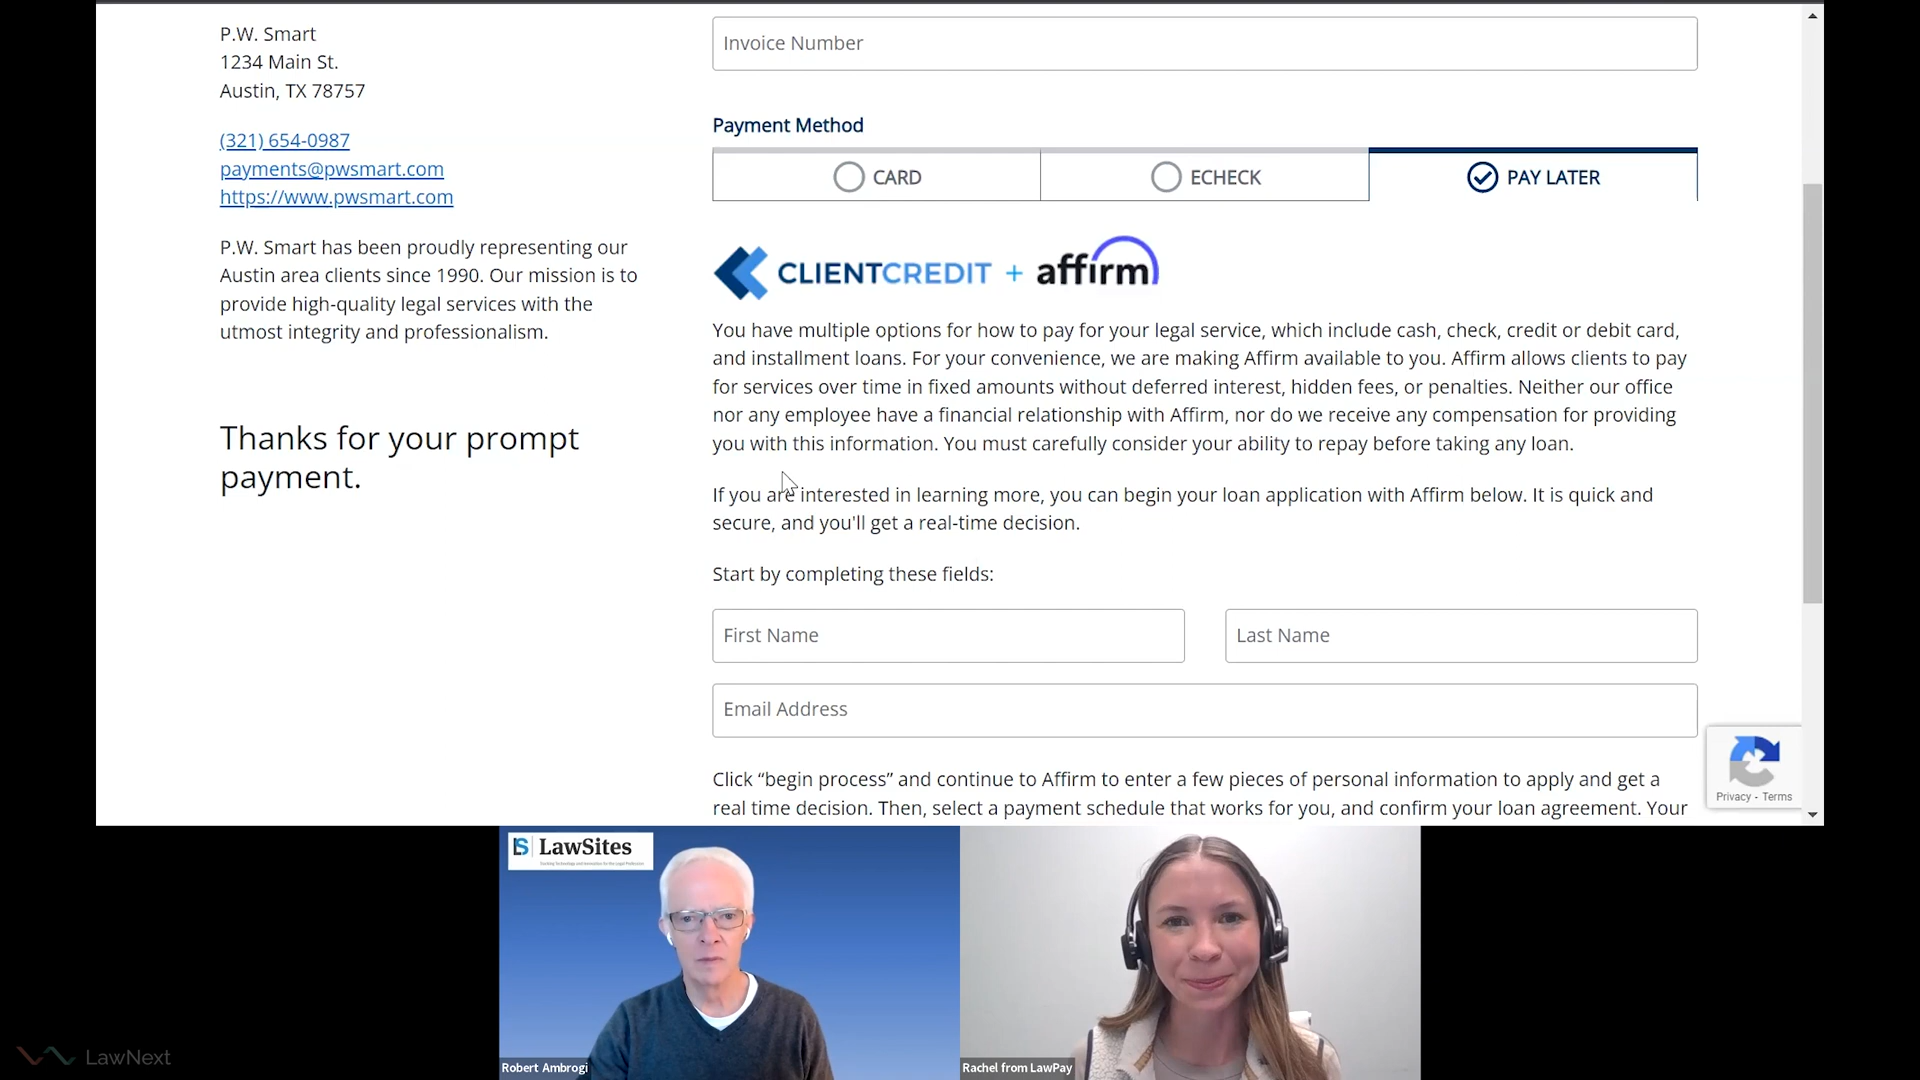 P.W. Smart
1234 Main St.
Austin, TX 78757
(321) 654-0987
payments@pwsmart.com
https://www.pwsmart.com
P.W. Smart has been proudly representing our
Austin area clients since 1990. Our mission is to
provide high-quality legal services with the
utmost integrity and professionalism.
Thanks for your prompt
payment.
Invoice Number
Payment Method
CARD
ECHECK
PAY LATER
CLIENTCREDIT + affirm
You have multiple options for how to pay for your legal service, which include cash, check, credit or debit card,
and installment loans. For your convenience, we are making Affirm available to you. Affirm allows clients to pay
for services over time in fixed amounts without deferred interest, hidden fees, or penalties. Neither our office
nor any employee have a financial relationship with Affirm, nor do we receive any compensation for providing
you with this information. You must carefully consider your ability to repay before taking any loan.
If you are interested in learning more, you can begin your loan application with Affirm below. It is quick and
secure, and you'll get a real-time decision.
Start by completing these fields:
First Name
Last Name
Email Address
Click “begin process” and continue to Affirm to enter a few pieces of personal information to apply and get a
real time decision. Then, select a payment schedule that works for you, and confirm your loan agreement. Your
Privacy - Terms
LS LawSites
Robert Ambrogi
Rachel from LawPay
LawNext